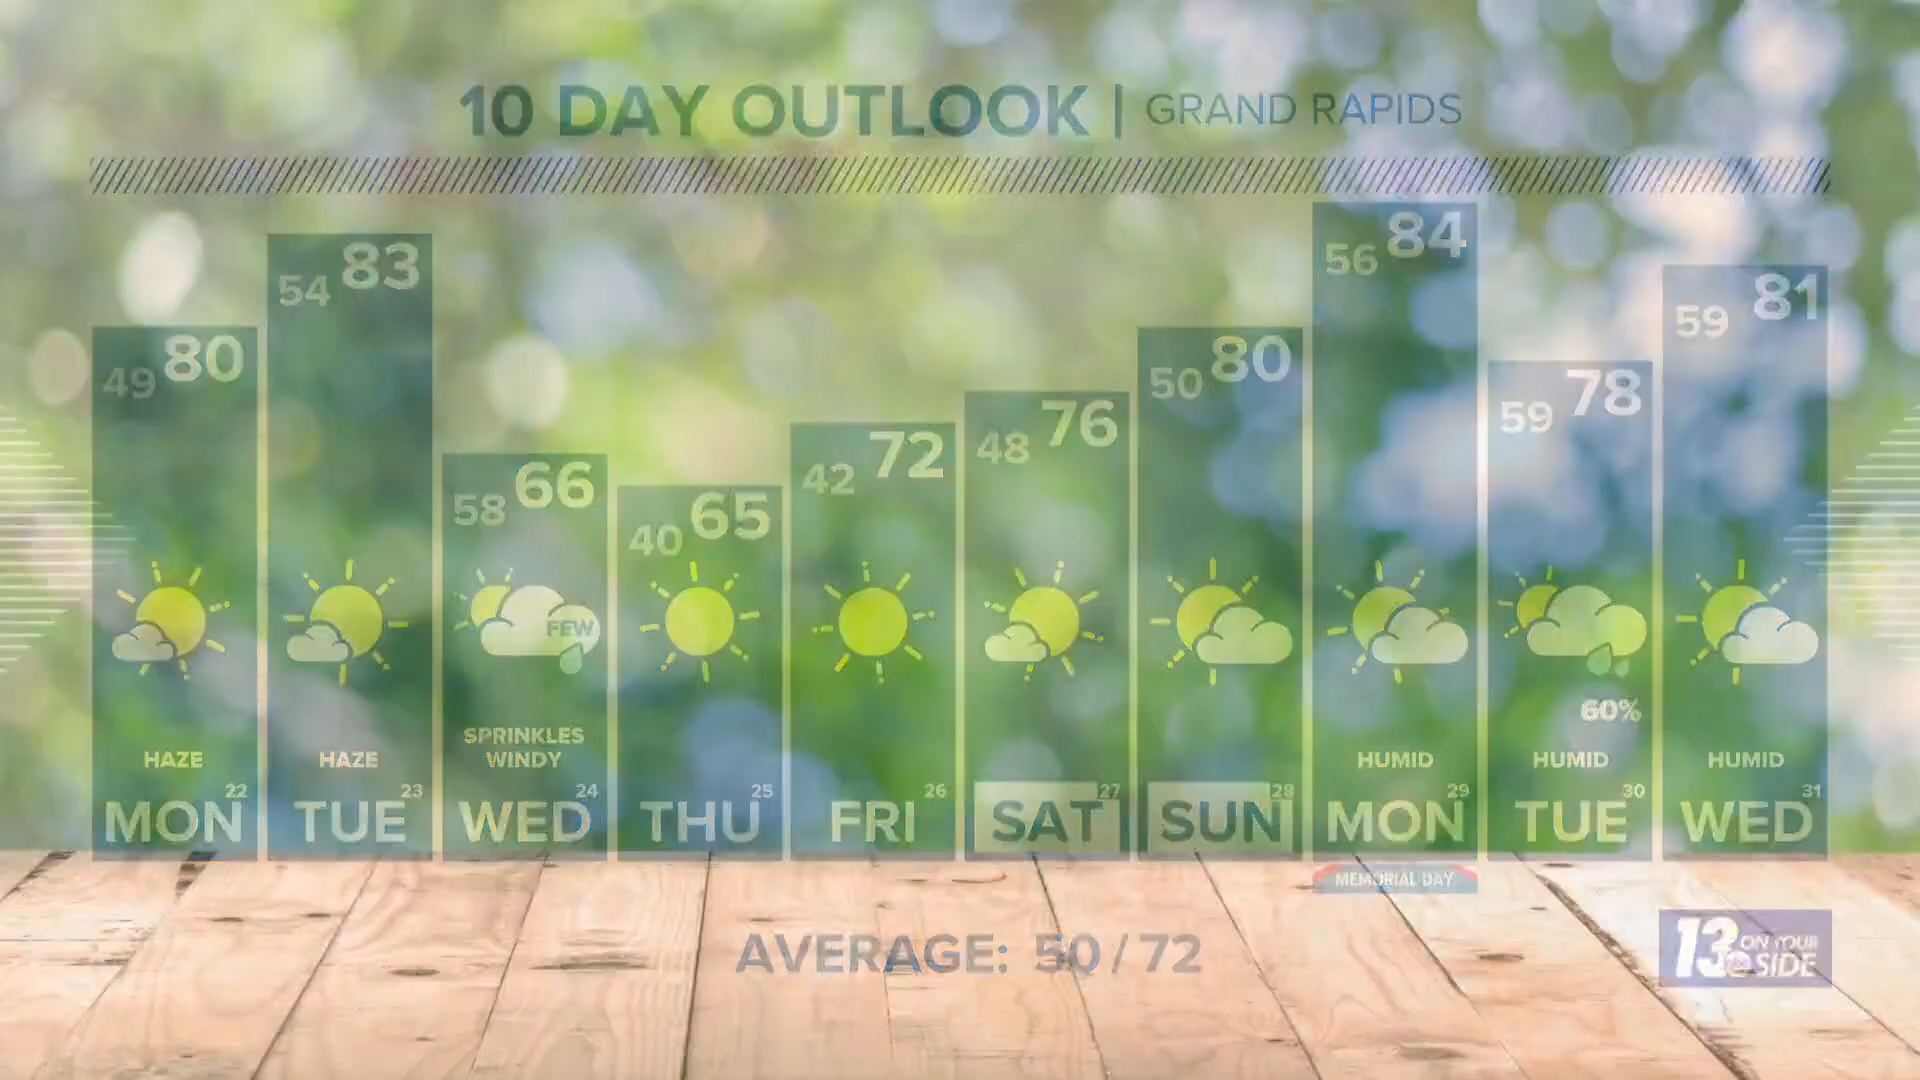 10 DAY OUTLOOK | GRAND RAPIDS
49 80
HAZE
22
MON
54 83
HAZE
23
TUE
58 66
FEW
SPRINKLES
WINDY
24
WED
40 65
25
THU
42 72
26
FRI
48 76
27
SAT
50 80
28
SUN
56 84
HUMID
29
MON
MEMORIAL DAY
59 78
60%
HUMID
30
TUE
59 81
HUMID
31
WED
AVERAGE: 50/72
13 ON YOUR
SIDE